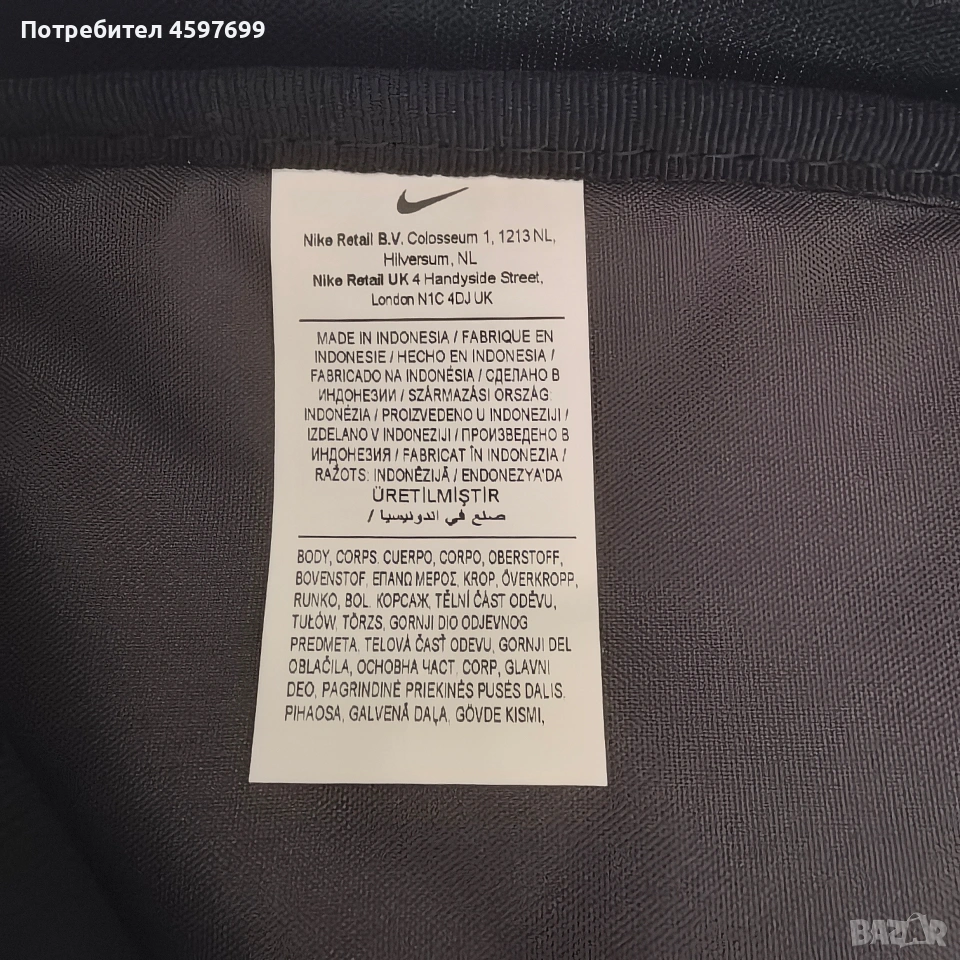 Потребител 4597699
Nike Retail B.V. Colosseum 1, 1213 NL,
Hilversum, NL
Nike Retail UK 4 Handyside Street,
London N1C 4DJ UK
MADE IN INDONESIA / FABRIQUE EN
INDONESIE / HECHO EN INDONESIA /
FABRICADO NA INDONÉSIA / СДЕЛАНО В
ИНДОНЕЗИИ / SZÁRMAZÁSI ORSZÁG:
INDONÉZIA / PROIZVEDENO U INDONEZIJI /
IZDELANO V INDONEZIJI / ПРОИЗВЕДЕНО В
ИНДОНЕЗИЯ / FABRICAT ÎN INDONEZIA /
RAŽOTS: INDONĒZIJĀ / ENDONEZYA'DA
ÜRETİLMİŞTİR
صنع في اندونيسيا /
BODY, CORPS. CUERPO, CORPO, OBERSTOFF,
BOVENSTOF, ΕΠΑΝΩ ΜΕΡΟΣ, KROP, ÖVERKROPP,
RUNKO, BOL. КОРСАЖ, TĚLNÍ ČÁST ODĚVU,
TUŁÓW, TÖRZS, GORNJI DIO ODJEVNOG
PREDMETA, TELOVÁ ČASŤ ODEVU, GORNJI DEL
OBLAČILA, ОСНОВНА ЧАСТ, CORP, GLAVNI
DEO, PAGRINDINĖ PRIEKINĖS PUSĖS DALIS.
PIHAOSA, GALVENĀ DAĻA, GÖVDE KISMI,
BAZAR